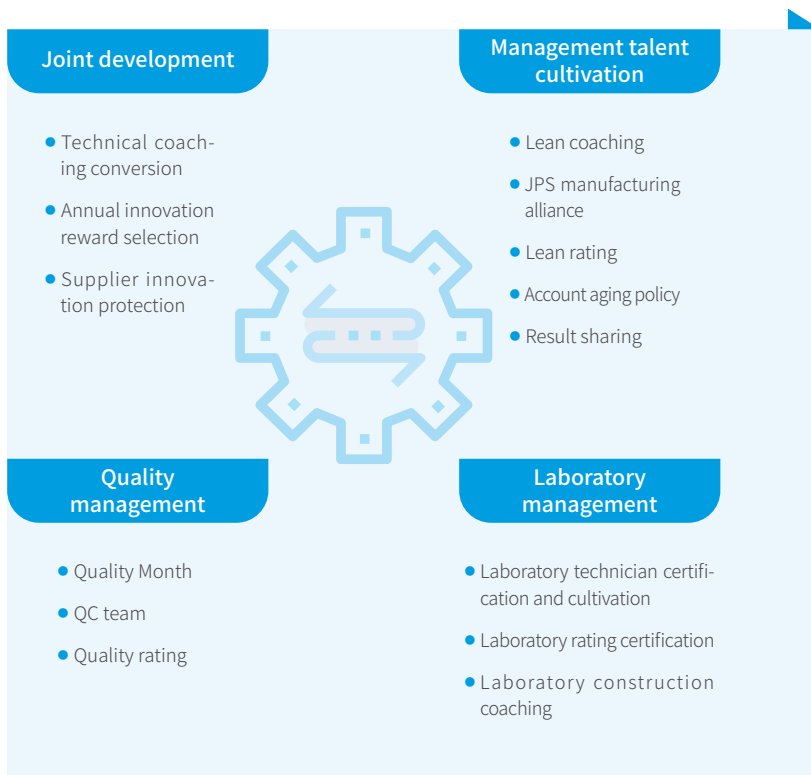 Joint development
Technical coach-
ing conversion
Annual innovation
reward selection
Supplier innova-
tion protection
Management talent
cultivation
Lean coaching
JPS manufacturing
alliance
Lean rating
Account aging policy
Result sharing
Quality
management
Quality Month
QC team
Quality rating
Laboratory
management
Laboratory technician certifi-
cation and cultivation
Laboratory rating certification
Laboratory construction
coaching